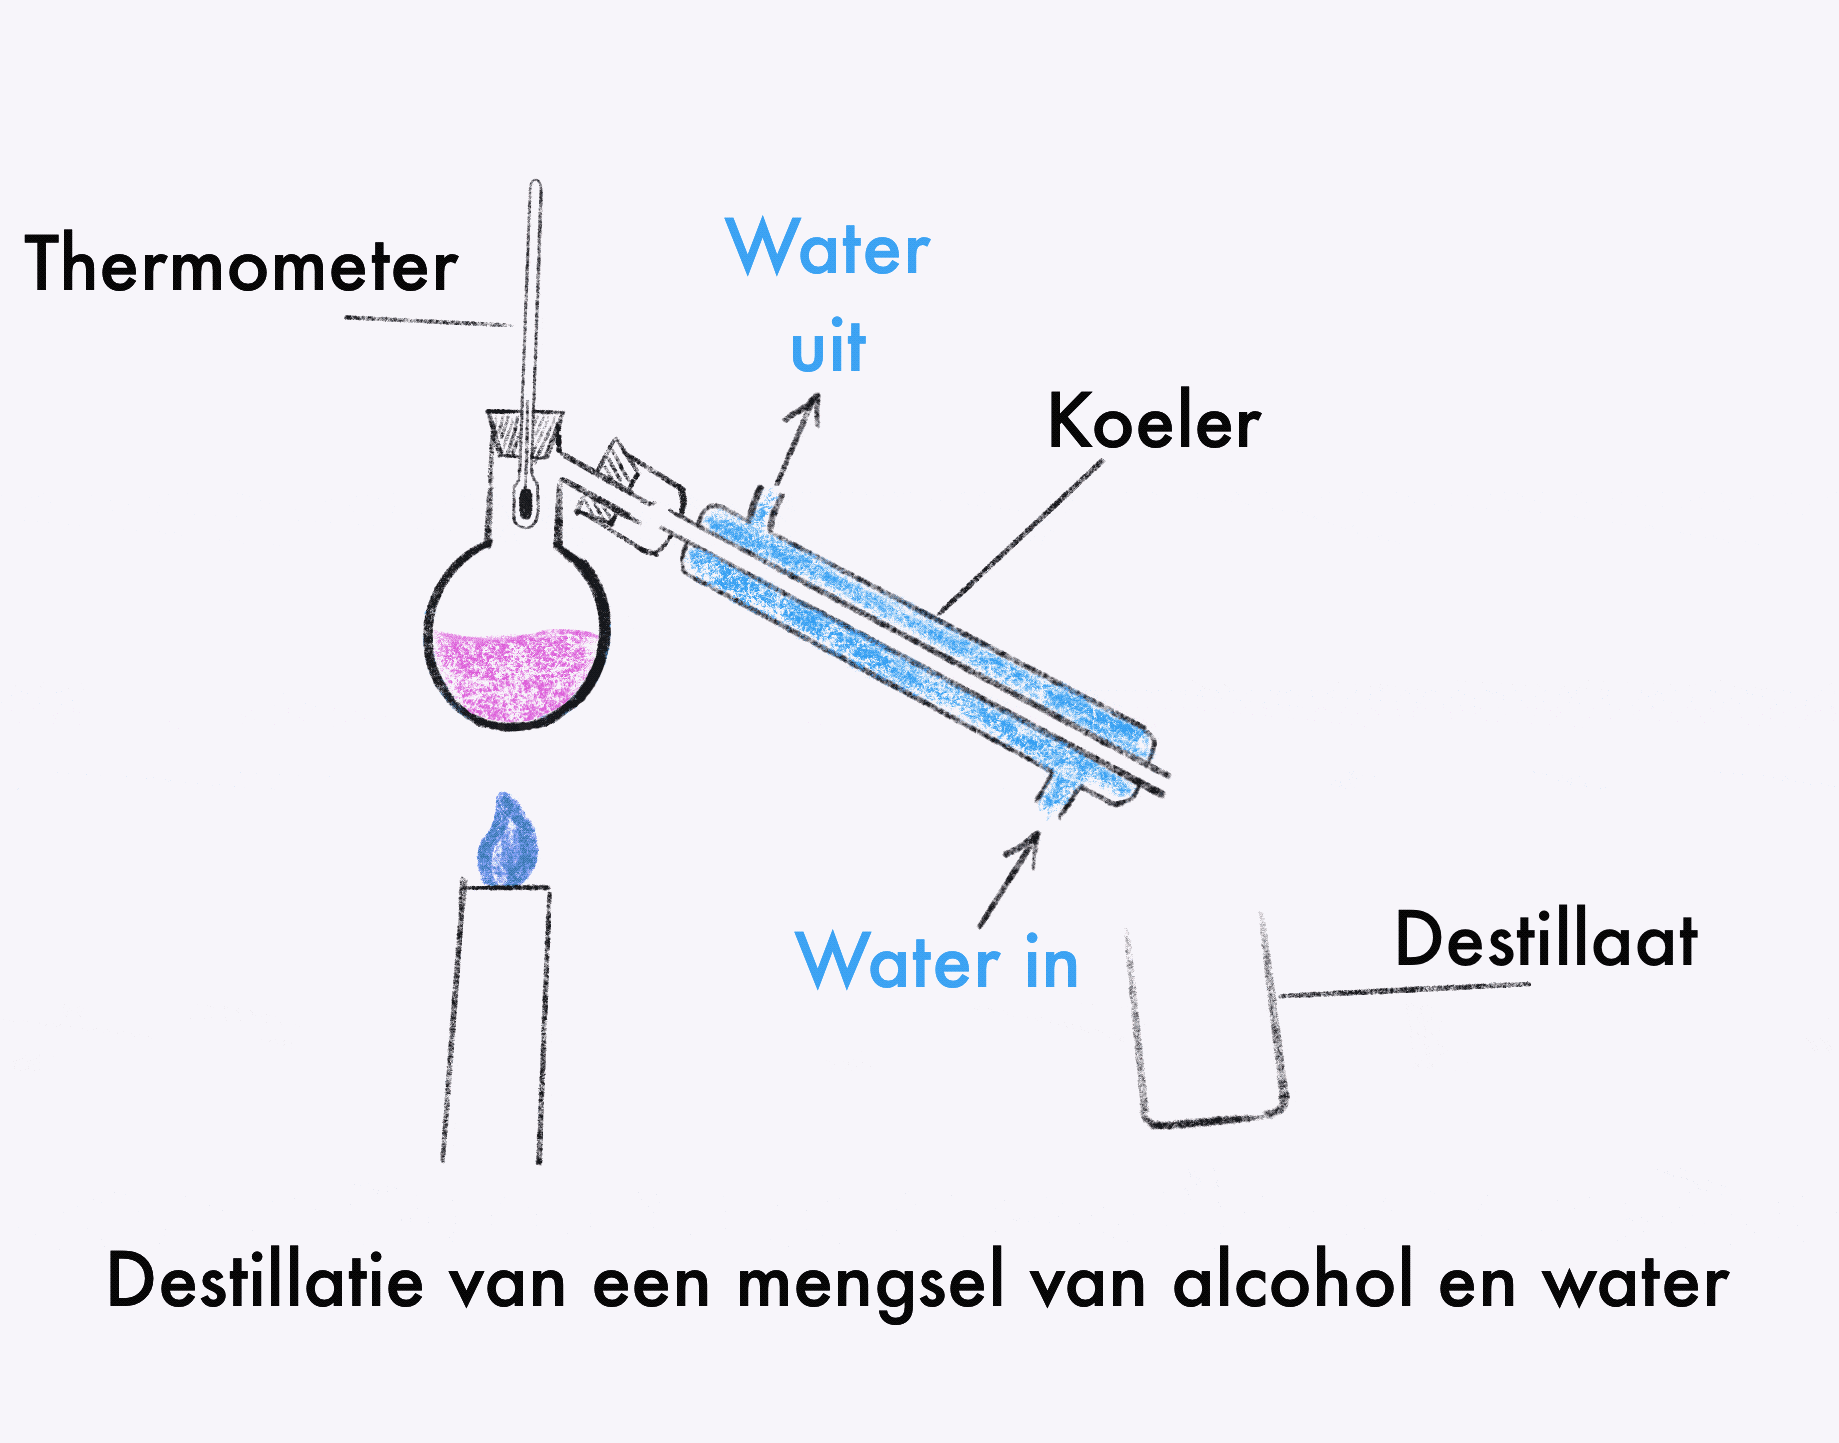 Thermometer
Water
uit
Koeler
Water in
Destillaat
Destillatie van een mengsel van alcohol en water